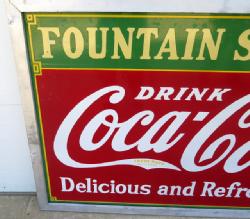 FOUNTAIN S
DRINK
Coca-Co
Delicious and Refre